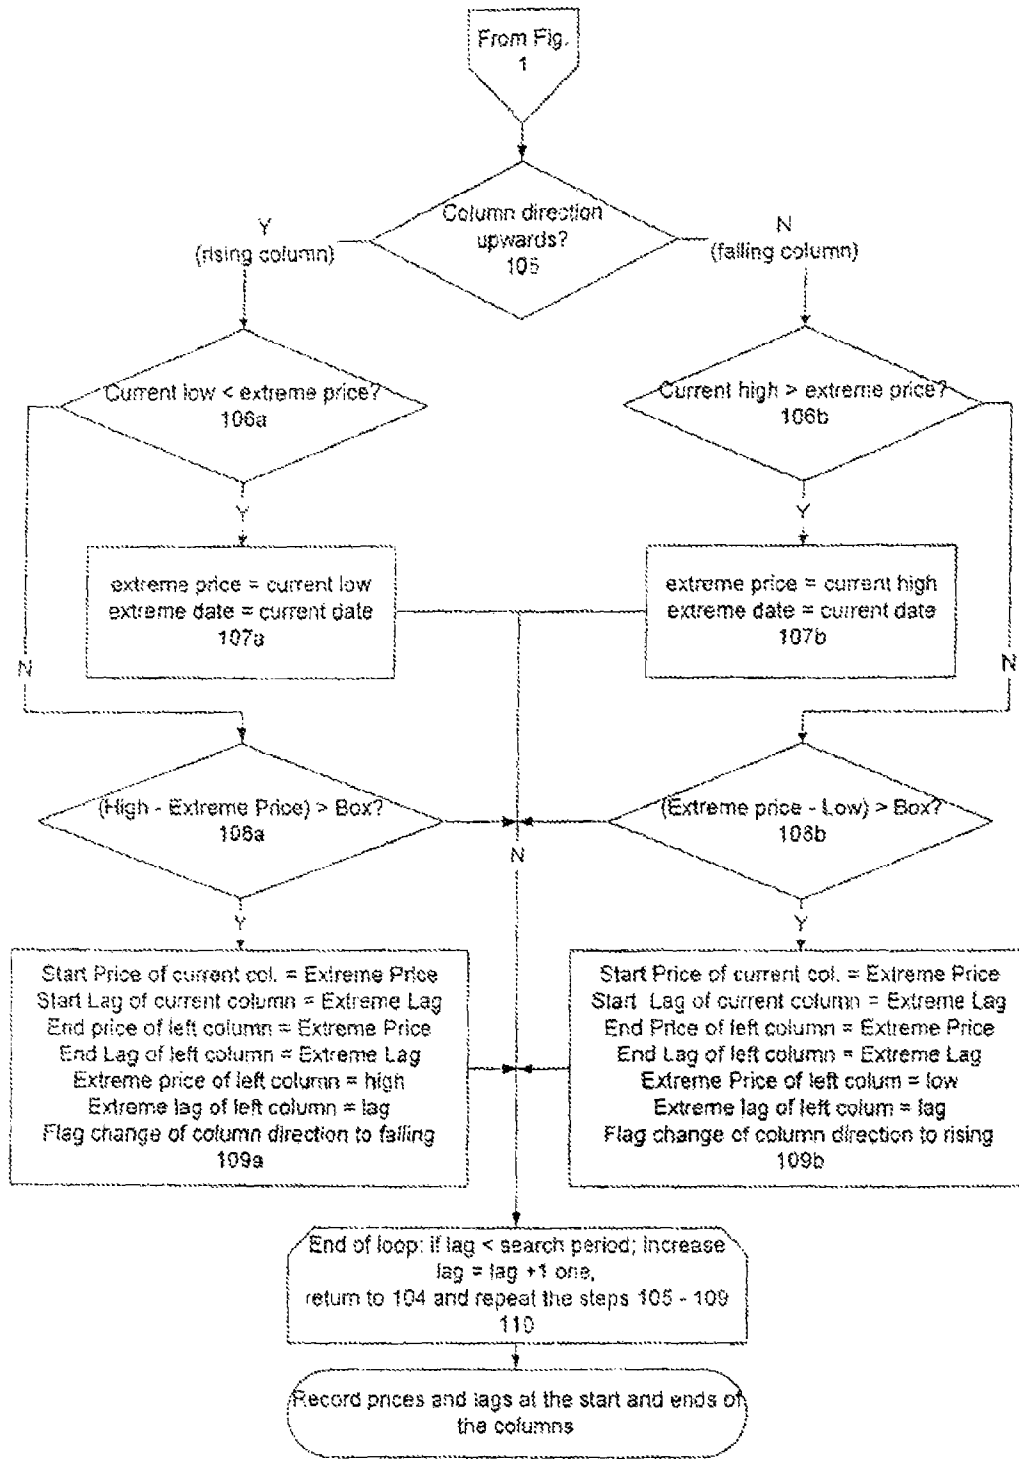 From Fig.
1
Column direction
upwards?
105
Y
(rising column)
N
(falling column)
Current low < extreme price?
106a
Current high > extreme price?
106b
Y
Y
extreme price = current low
extreme date = current date
107a
extreme price = current high
extreme date = current date
107b
N
N
(High - Extreme Price) > Box?
108a
(Extreme price - Low) > Box?
108b
N
Y
Y
Start Price of current col. = Extreme Price
Start Lag of current column = Extreme Lag
End price of left column = Extreme Price
End Lag of left column = Extreme Lag
Extreme price of left column = high
Extreme lag of left column = lag
Flag change of column direction to falling
109a
Start Price of current col. = Extreme Price
Start Lag of current column = Extreme Lag
End Price of left column = Extreme Price
End Lag of left column = Extreme Lag
Extreme Price of left colum = low
Extreme lag of left colum = lag
Flag change of column direction to rising
109b
End of loop: if lag < search period; increase
lag = lag +1 one,
return to 104 and repeat the steps 105 - 109
110
Record prices and lags at the start and ends of
the columns